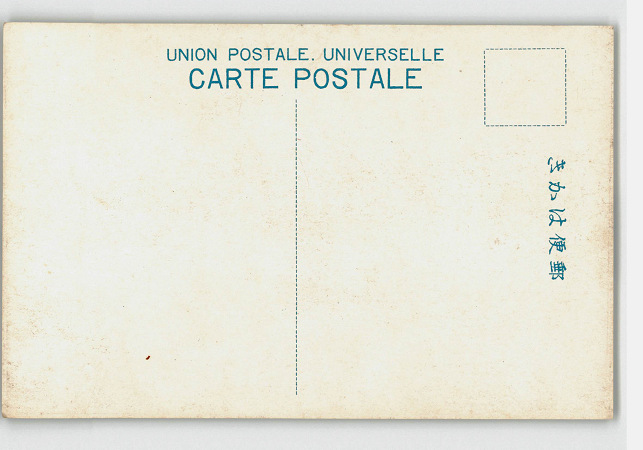 UNION POSTALE. UNIVERSELLE
CARTE POSTALE
郵便はかき